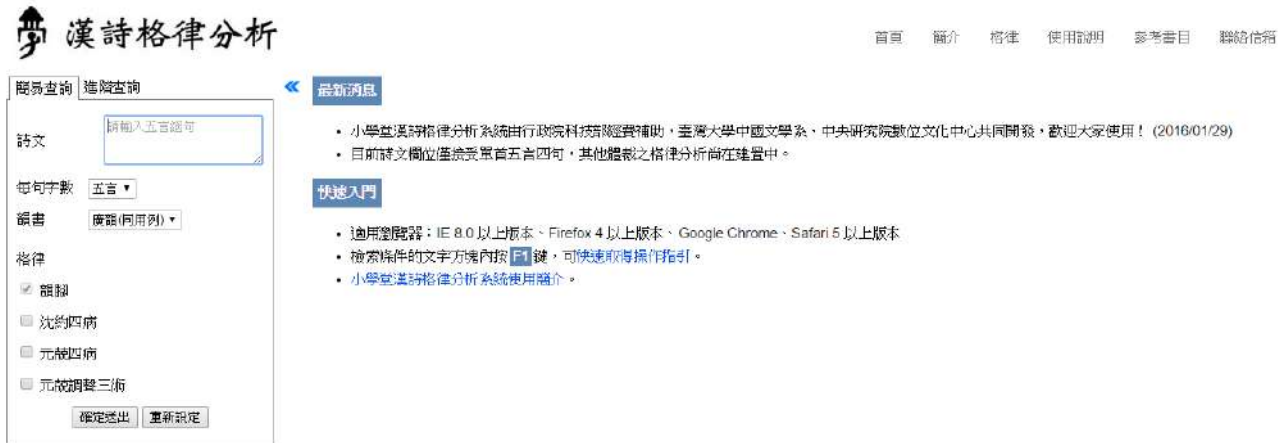 漢詩格律分析
首頁 簡介 格律 使用說明 參考書目 聯絡信箱
簡易查詢 進階查詢
詩文
請輸入五言絕句
每句字數 五言
韻書 廣韻(同用例)
格律
韻腳
沈約四病
元兢四病
元兢調聲三術
確定送出 重新設定
最新消息
小學堂漢詩格律分析系統由行政院科技部經費補助,臺灣大學中國文學系、中央研究院數位文化中心共同開發,歡迎大家使用! (2016/01/29)
目前詩文欄位僅接受單首五言四句,其他體裁之格律分析尚在建置中。
快速入門
適用瀏覽器:IE 8.0 以上版本、Firefox 4 以上版本、Google Chrome、Safari 5 以上版本
檢索條件的文字方塊內按 F1 鍵,可快速取得操作指引。
小學堂漢詩格律分析系統使用簡介。